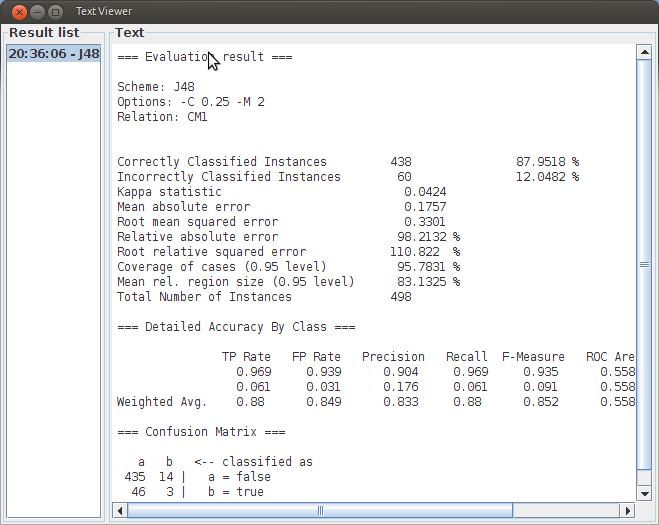 Text Viewer
Result list
20:36:06 - J48
Text
=== Evaluation result ===
Scheme: J48
Options: -C 0.25 -M 2
Relation: CM1
Correctly Classified Instances 438 87.9518 %
Incorrectly Classified Instances 60 12.0482 %
Kappa statistic 0.0424
Mean absolute error 0.1757
Root mean squared error 0.3301
Relative absolute error 98.2132 %
Root relative squared error 110.822 %
Coverage of cases (0.95 level) 95.7831 %
Mean rel. region size (0.95 level) 83.1325 %
Total Number of Instances 498
=== Detailed Accuracy By Class ===
TP Rate FP Rate Precision Recall F-Measure ROC Are
0.969 0.939 0.904 0.969 0.935 0.558
0.061 0.031 0.176 0.061 0.091 0.558
Weighted Avg. 0.88 0.849 0.833 0.88 0.852 0.558
=== Confusion Matrix ===
a b <-- classified as
435 14 | a = false
46 3 | b = true